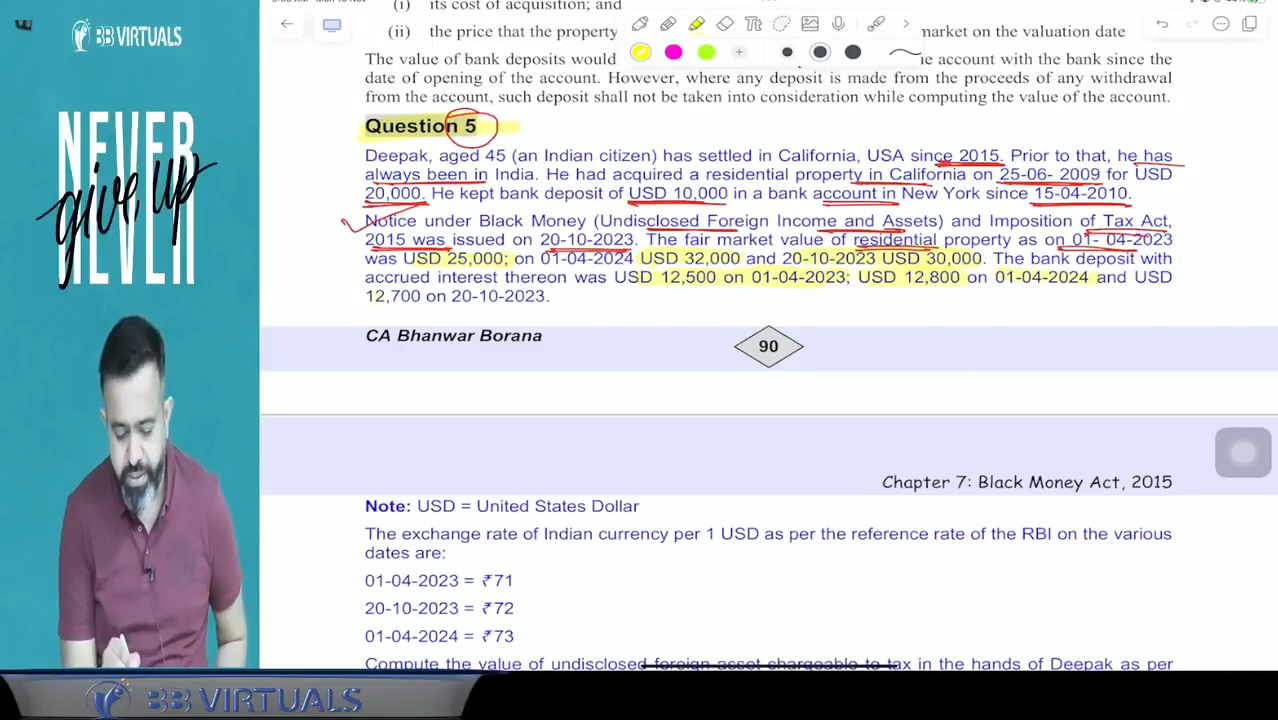 (i) its cost of acquisition; and
(ii) the price that the property market on the valuation date
BB VIRTUALS
The value of bank deposits would he account with the bank since the
date of opening of the account. However, where any deposit is made from the proceeds of any withdrawal
from the account, such deposit shall not be taken into consideration while computing the value of the account.
NEVER
give up
NEVER
Question 5
Deepak, aged 45 (an Indian citizen) has settled in California, USA since 2015. Prior to that, he has
always been in India. He had acquired a residential property in California on 25-06- 2009 for USD
20,000. He kept bank deposit of USD 10,000 in a bank account in New York since 15-04-2010.
Notice under Black Money (Undisclosed Foreign Income and Assets) and Imposition of Tax Act,
2015 was issued on 20-10-2023. The fair market value of residential property as on 01- 04-2023
was USD 25,000; on 01-04-2024 USD 32,000 and 20-10-2023 USD 30,000. The bank deposit with
accrued interest thereon was USD 12,500 on 01-04-2023; USD 12,800 on 01-04-2024 and USD
12,700 on 20-10-2023.
CA Bhanwar Borana
90
Chapter 7: Black Money Act, 2015
Note: USD = United States Dollar
The exchange rate of Indian currency per 1 USD as per the reference rate of the RBI on the various
dates are:
01-04-2023 = ₹71
20-10-2023 = ₹72
01-04-2024 = ₹73
Compute the value of undisclosed foreign asset chargeable to tax in the hands of Deepak as per
BB VIRTUALS